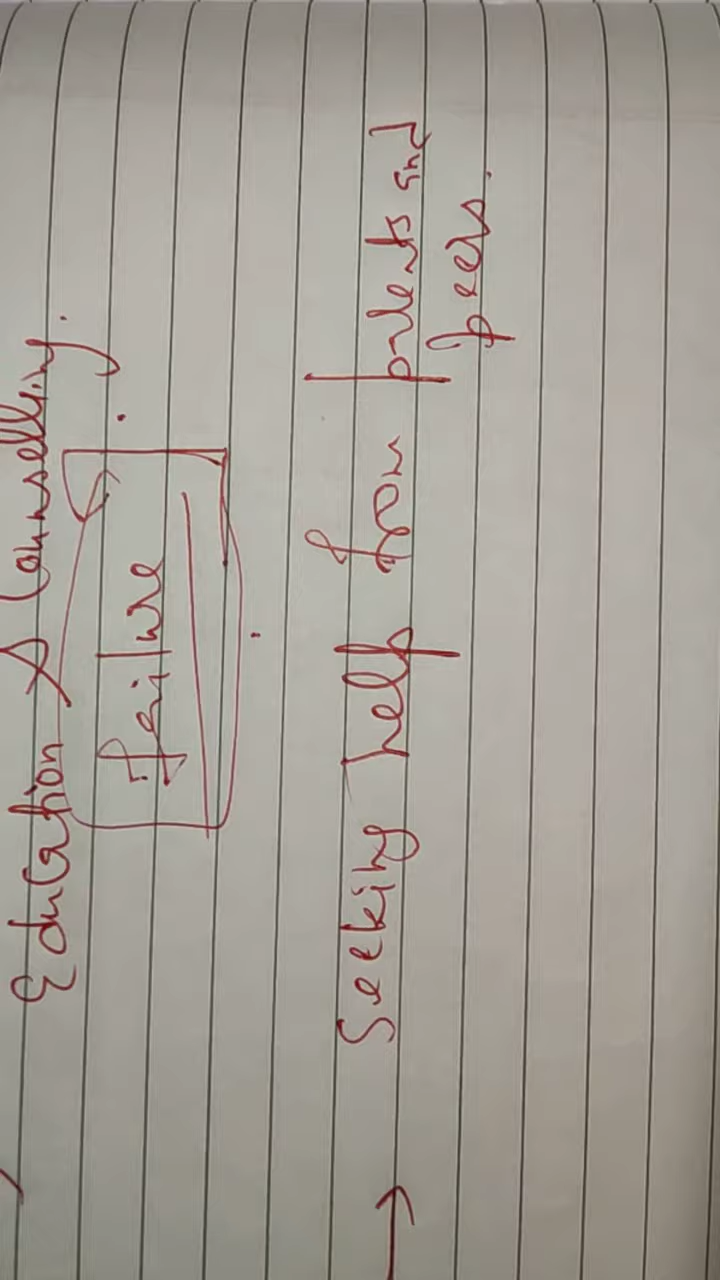 Education & Counselling.
failure
→ Seeking help from parents and
peers.